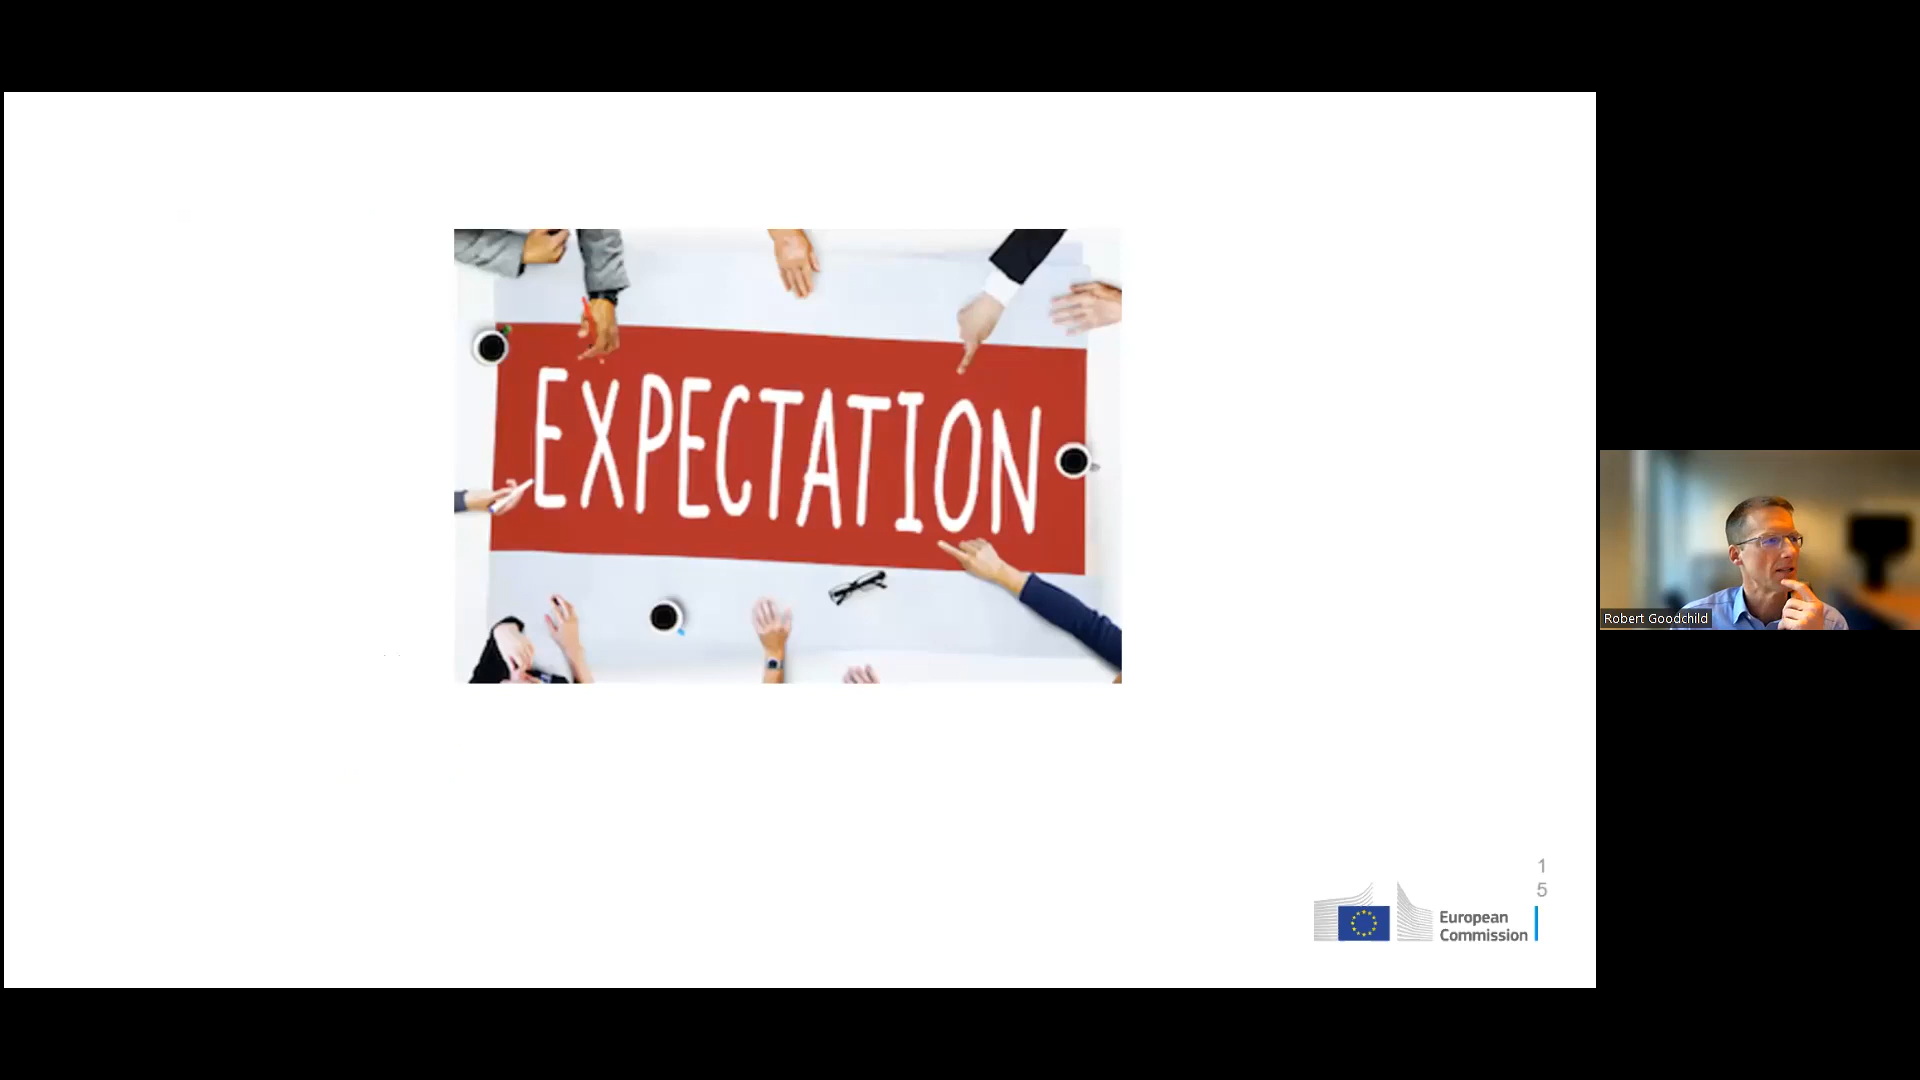 EXPECTATION
Robert Goodchild
1
5
European
Commission